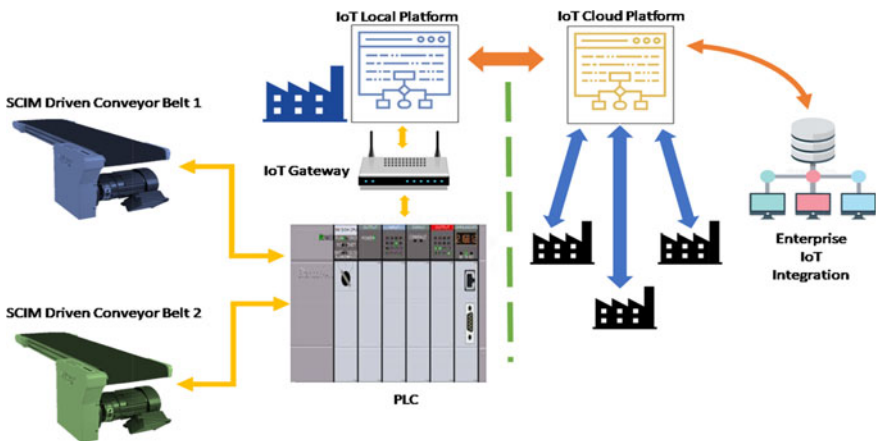 IoT Local Platform
IoT Cloud Platform
SCIM Driven Conveyor Belt 1
IoT Gateway
SCIM Driven Conveyor Belt 2
PLC
Enterprise
IoT
Integration